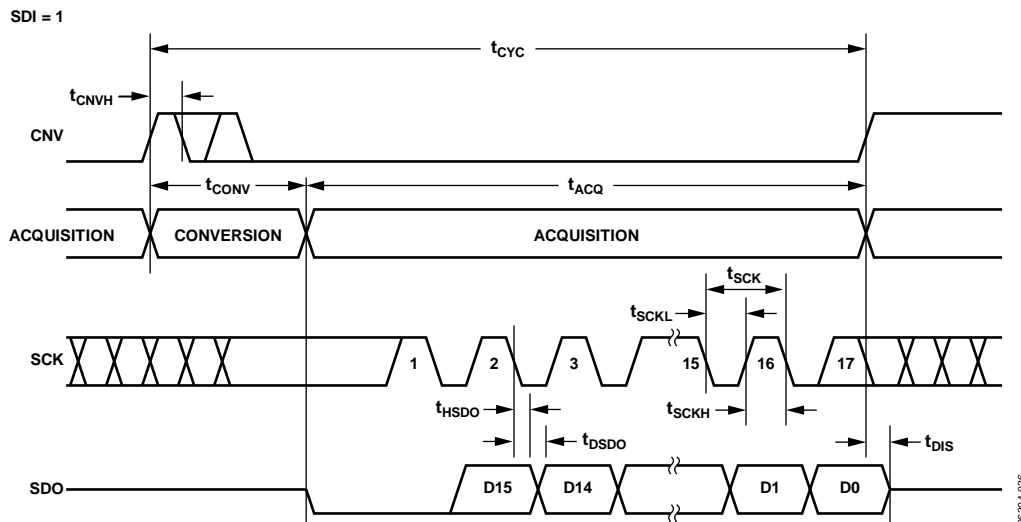 SDI = 1
tCYC
tCNVH
CNV
tCONV
tACQ
ACQUISITION
CONVERSION
ACQUISITION
tSCK
tSCKL
SCK
1
2
3
15
16
17
tHSDO
tSCKH
tDSDO
tDIS
SDO
D15
D14
D1
D0